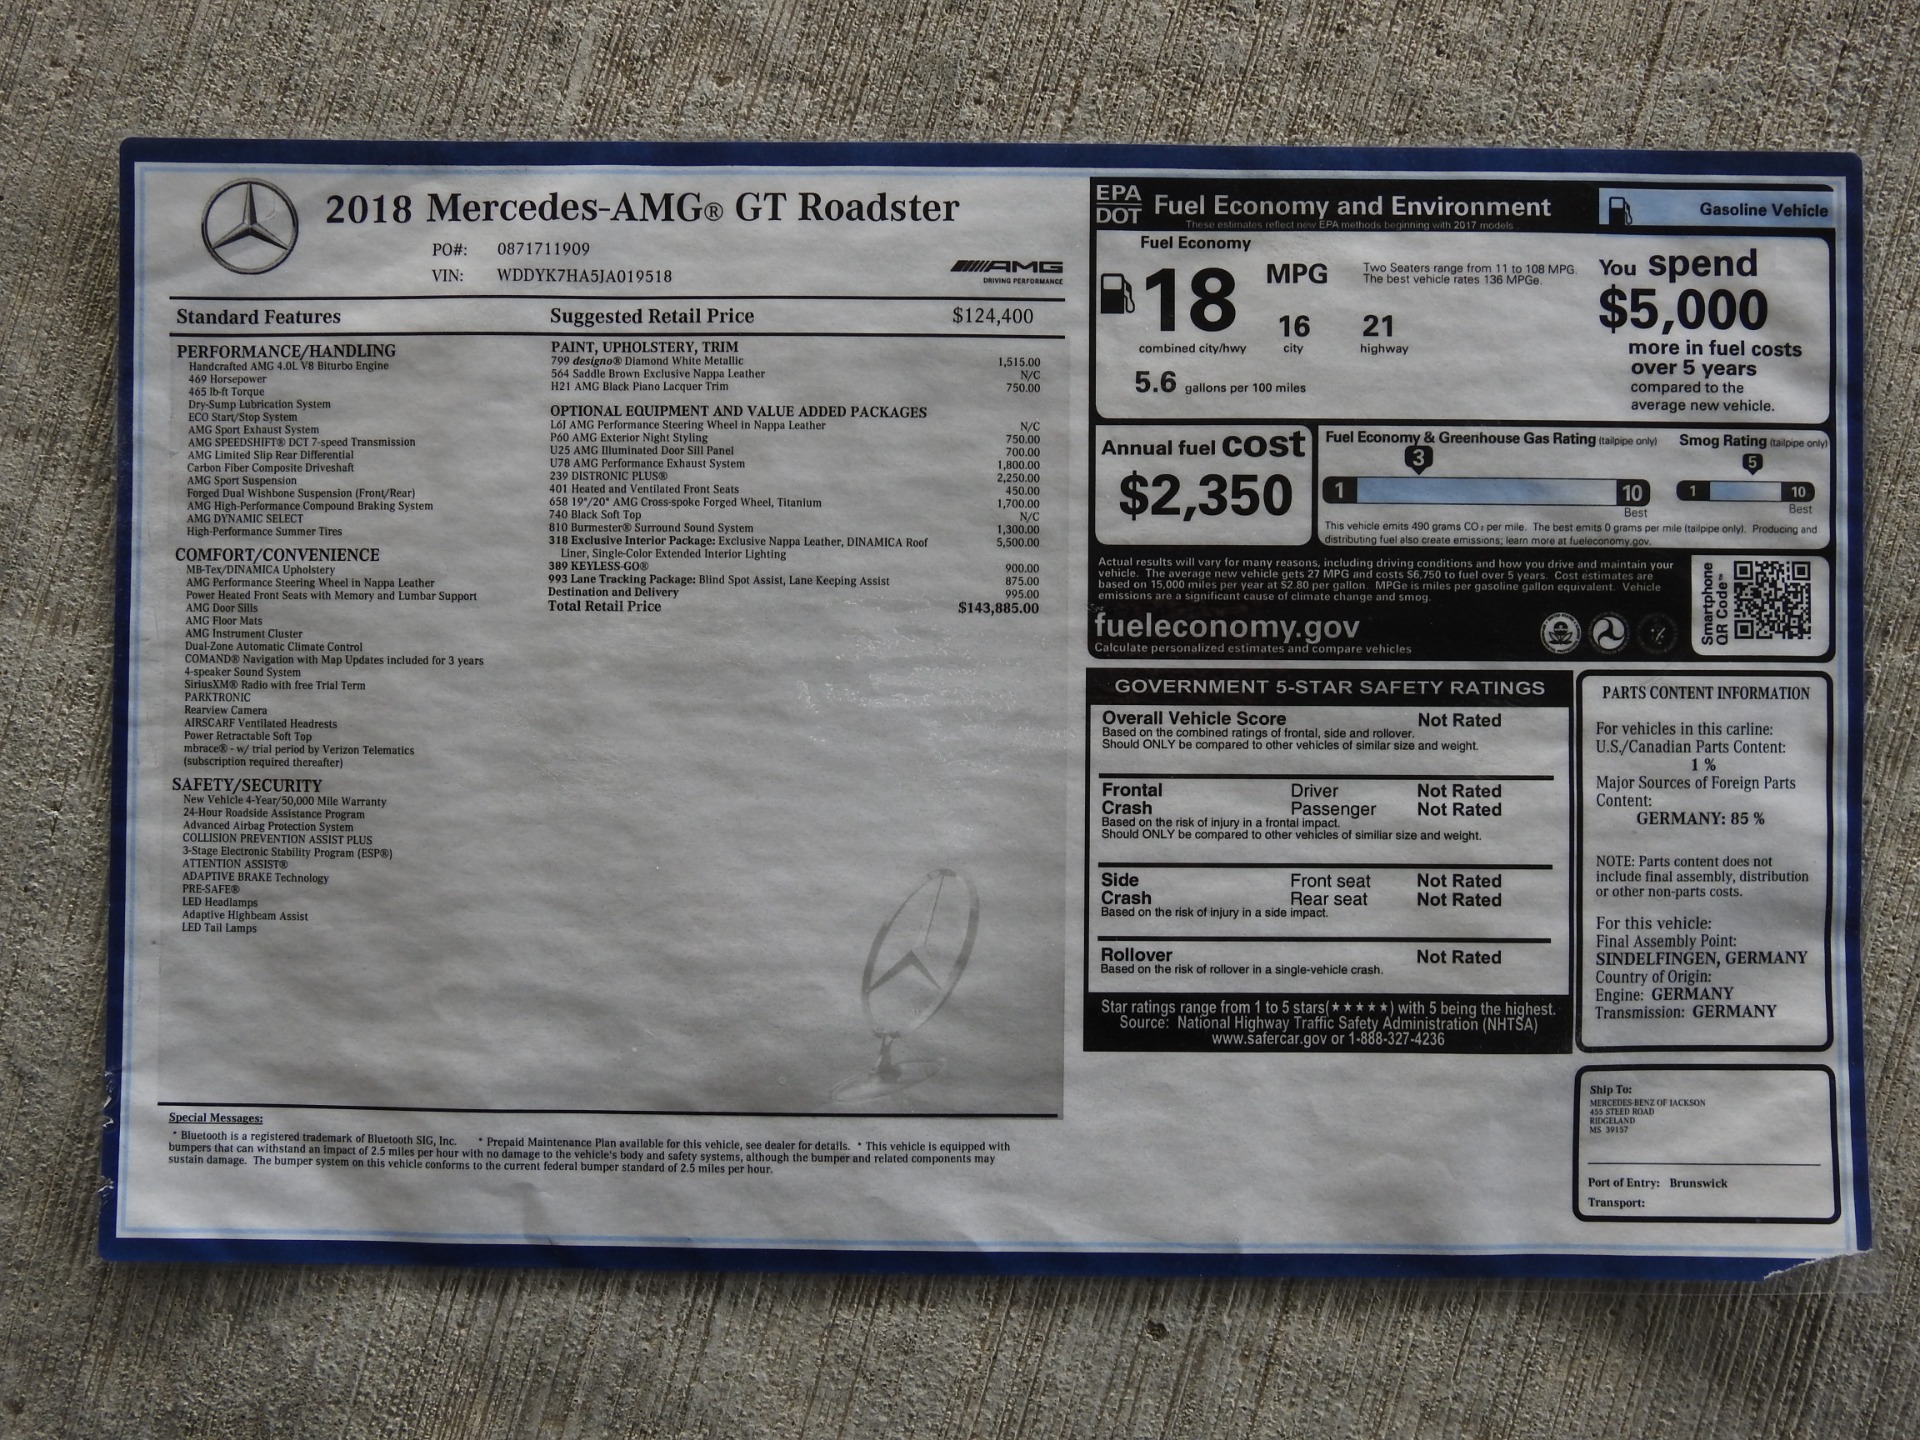 2018 Mercedes-AMG® GT Roadster
PO#: 0871711909
VIN: WDDYK7HA5JA019518
AMG
DRIVING PERFORMANCE
Standard Features
PERFORMANCE/HANDLING
Handcrafted AMG 4.0L V8 Biturbo Engine
469 Horsepower
465 lb-ft Torque
Dry-Sump Lubrication System
ECO Start/Stop System
AMG Sport Exhaust System
AMG SPEEDSHIFT® DCT 7-speed Transmission
AMG Limited Slip Rear Differential
Carbon Fiber Composite Driveshaft
AMG Sport Suspension
Forged Dual Wishbone Suspension (Front/Rear)
AMG High-Performance Compound Braking System
AMG DYNAMIC SELECT
High-Performance Summer Tires
COMFORT/CONVENIENCE
MB-Tex/DINAMICA Upholstery
AMG Performance Steering Wheel in Nappa Leather
Power Heated Front Seats with Memory and Lumbar Support
AMG Door Sills
AMG Floor Mats
AMG Instrument Cluster
Dual-Zone Automatic Climate Control
COMAND® Navigation with Map Updates included for 3 years
4-speaker Sound System
SiriusXM® Radio with free Trial Term
PARKTRONIC
Rearview Camera
AIRSCARF Ventilated Headrests
Power Retractable Soft Top
mbrace® - w/ trial period by Verizon Telematics
(subscription required thereafter)
SAFETY/SECURITY
New Vehicle 4-Year/50,000 Mile Warranty
24-Hour Roadside Assistance Program
Advanced Airbag Protection System
COLLISION PREVENTION ASSIST PLUS
3-Stage Electronic Stability Program (ESP®)
ATTENTION ASSIST®
ADAPTIVE BRAKE Technology
PRE-SAFE®
LED Headlamps
Adaptive Highbeam Assist
LED Tail Lamps
Suggested Retail Price $124,400
PAINT, UPHOLSTERY, TRIM
799 designo® Diamond White Metallic 1,515.00
564 Saddle Brown Exclusive Nappa Leather N/C
H21 AMG Black Piano Lacquer Trim 750.00
OPTIONAL EQUIPMENT AND VALUE ADDED PACKAGES
L6J AMG Performance Steering Wheel in Nappa Leather N/C
P60 AMG Exterior Night Styling 750.00
U25 AMG Illuminated Door Sill Panel 700.00
U78 AMG Performance Exhaust System 1,800.00
239 DISTRONIC PLUS® 2,250.00
401 Heated and Ventilated Front Seats 450.00
658 19"/20" AMG Cross-spoke Forged Wheel, Titanium 1,700.00
740 Black Soft Top N/C
810 Burmester® Surround Sound System 1,300.00
318 Exclusive Interior Package: Exclusive Nappa Leather, DINAMICA Roof 5,500.00
Liner, Single-Color Extended Interior Lighting
389 KEYLESS-GO® 900.00
993 Lane Tracking Package: Blind Spot Assist, Lane Keeping Assist 875.00
Destination and Delivery 995.00
Total Retail Price $143,885.00
Special Messages:
* Bluetooth is a registered trademark of Bluetooth SIG, Inc. * Prepaid Maintenance Plan available for this vehicle, see dealer for details. * This vehicle is equipped with
bumpers that can withstand an impact of 2.5 miles per hour with no damage to the vehicle's body and safety systems, although the bumper and related components may
sustain damage. The bumper system on this vehicle conforms to the current federal bumper standard of 2.5 miles per hour.
EPA
DOT
Fuel Economy and Environment
These estimates reflect new EPA methods beginning with 2017 models.
Gasoline Vehicle
Fuel Economy
18 MPG
combined city/hwy
16
city
21
highway
5.6 gallons per 100 miles
Two Seaters range from 11 to 108 MPG.
The best vehicle rates 136 MPGe.
You spend
$5,000
more in fuel costs
over 5 years
compared to the
average new vehicle.
Annual fuel cost
$2,350
Fuel Economy & Greenhouse Gas Rating (tailpipe only)
3
1 10
Best
Smog Rating (tailpipe only)
5
1 10
Best
This vehicle emits 490 grams CO2 per mile. The best emits 0 grams per mile (tailpipe only). Producing and
distributing fuel also create emissions; learn more at fueleconomy.gov.
Actual results will vary for many reasons, including driving conditions and how you drive and maintain your
vehicle. The average new vehicle gets 27 MPG and costs $6,750 to fuel over 5 years. Cost estimates are
based on 15,000 miles per year at $2.80 per gallon. MPGe is miles per gasoline gallon equivalent. Vehicle
emissions are a significant cause of climate change and smog.
fueleconomy.gov
Calculate personalized estimates and compare vehicles
Smartphone
QR Code™
GOVERNMENT 5-STAR SAFETY RATINGS
Overall Vehicle Score Not Rated
Based on the combined ratings of frontal, side and rollover.
Should ONLY be compared to other vehicles of similar size and weight.
Frontal Driver Not Rated
Crash Passenger Not Rated
Based on the risk of injury in a frontal impact.
Should ONLY be compared to other vehicles of similiar size and weight.
Side Front seat Not Rated
Crash Rear seat Not Rated
Based on the risk of injury in a side impact.
Rollover Not Rated
Based on the risk of rollover in a single-vehicle crash.
Star ratings range from 1 to 5 stars(★★★★★) with 5 being the highest.
Source: National Highway Traffic Safety Administration (NHTSA)
www.safercar.gov or 1-888-327-4236
PARTS CONTENT INFORMATION
For vehicles in this carline:
U.S./Canadian Parts Content:
1 %
Major Sources of Foreign Parts
Content:
GERMANY: 85 %
NOTE: Parts content does not
include final assembly, distribution
or other non-parts costs.
For this vehicle:
Final Assembly Point:
SINDELFINGEN, GERMANY
Country of Origin:
Engine: GERMANY
Transmission: GERMANY
Ship To:
MERCEDES-BENZ OF JACKSON
455 STEED ROAD
RIDGELAND
MS 39157
Port of Entry: Brunswick
Transport: